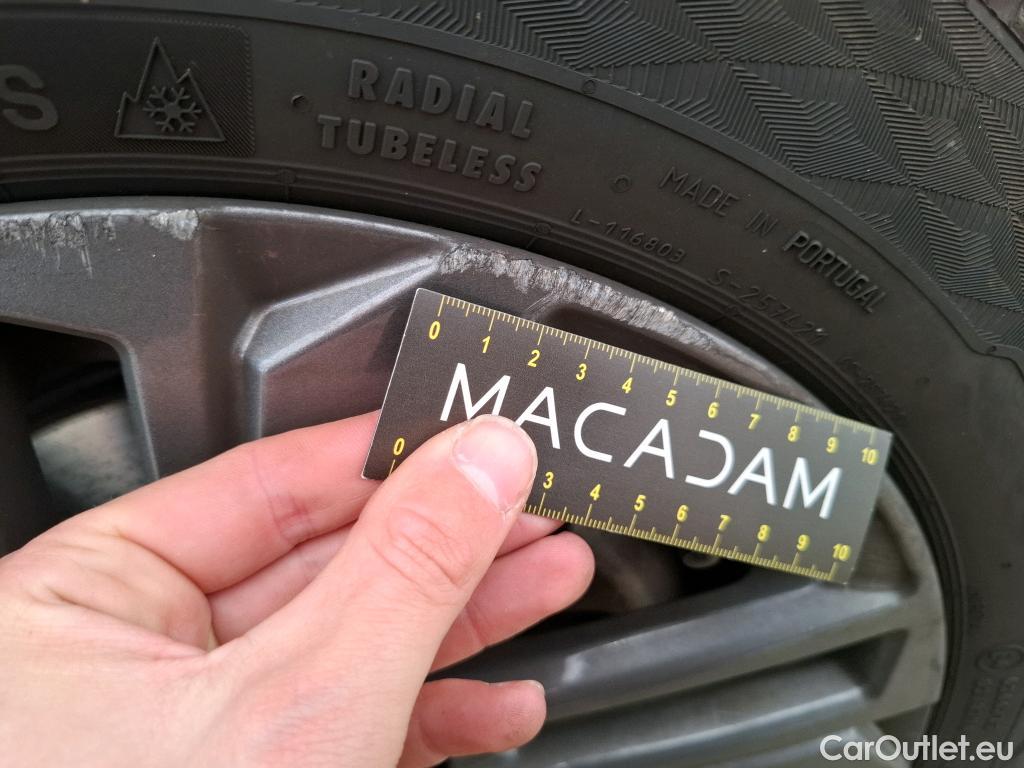 S
RADIAL
TUBELESS
MADE IN PORTUGAL
L-116803 S-257421
0 1 2 3 4 5 6 7 8 9 10
MACADAM
0 3 4 5 6 7 8 9 10
CarOutlet.eu